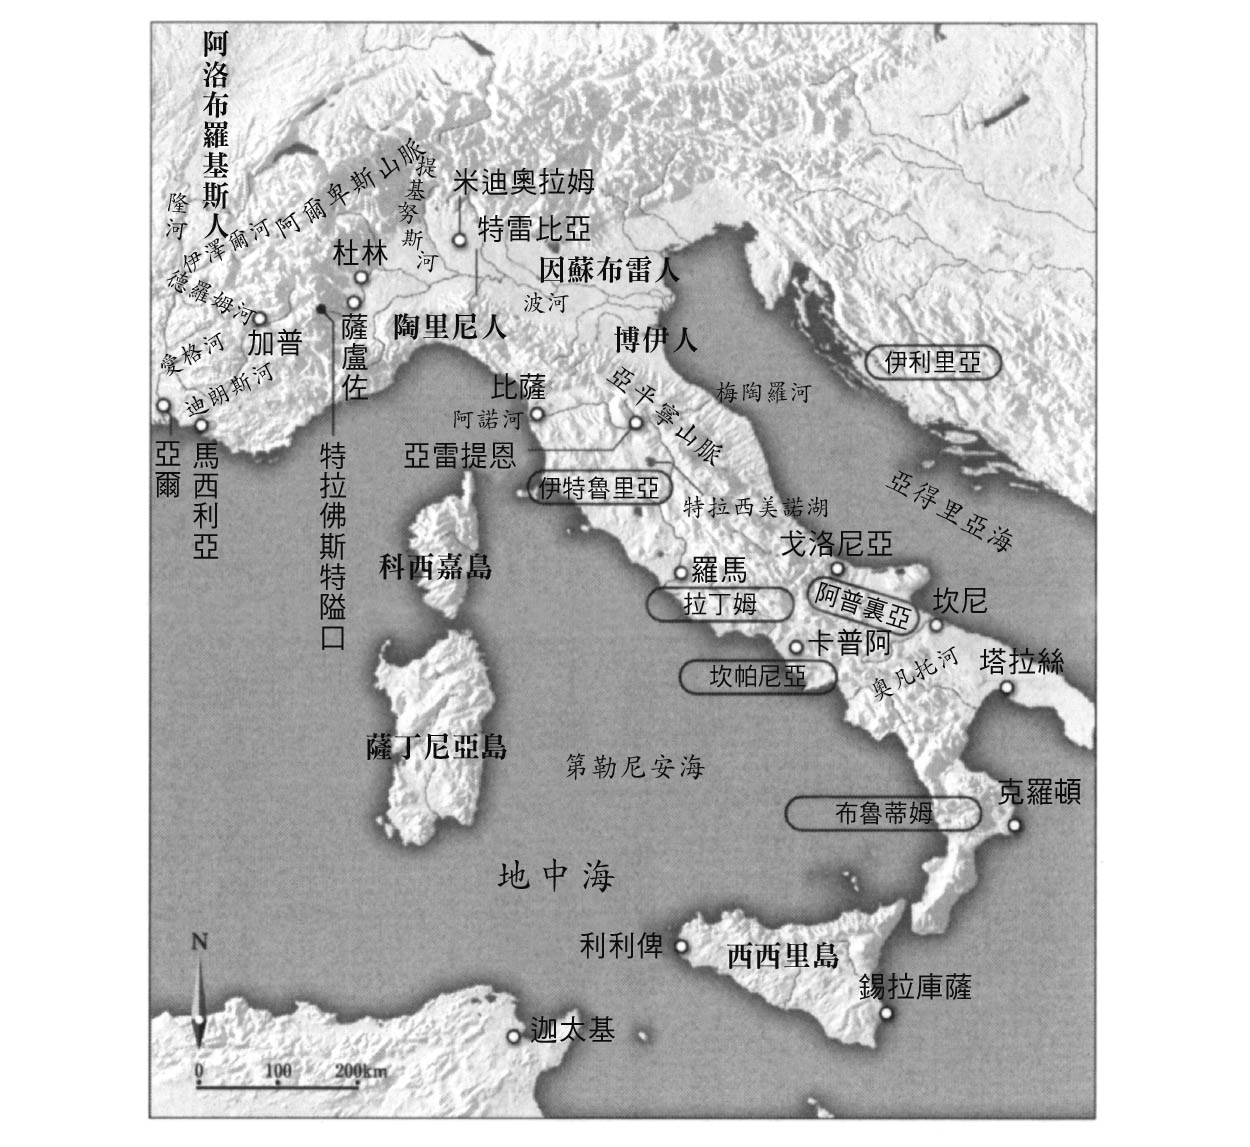 阿洛布羅基斯人
阿爾卑斯山脈
提基努斯河
米迪奧拉姆
隆河
伊澤爾河
特雷比亞
杜林
因蘇布雷人
德羅姆河
波河
加普
薩盧佐
陶里尼人
博伊人
愛格河
伊利里亞
迪朗斯河
比薩
亞平寧山脈
梅陶羅河
阿諾河
亞爾
馬西利亞
特拉佛斯特隘口
亞雷提恩
伊特魯里亞
特拉西美諾湖
亞得里亞海
戈洛尼亞
科西嘉島
羅馬
拉丁姆
阿普裏亞
坎尼
卡普阿
坎帕尼亞
奧凡托河
塔拉絲
薩丁尼亞島
第勒尼安海
克羅頓
布魯蒂姆
地中海
利利俾
西西里島
錫拉庫薩
N
迦太基
0 100 200km